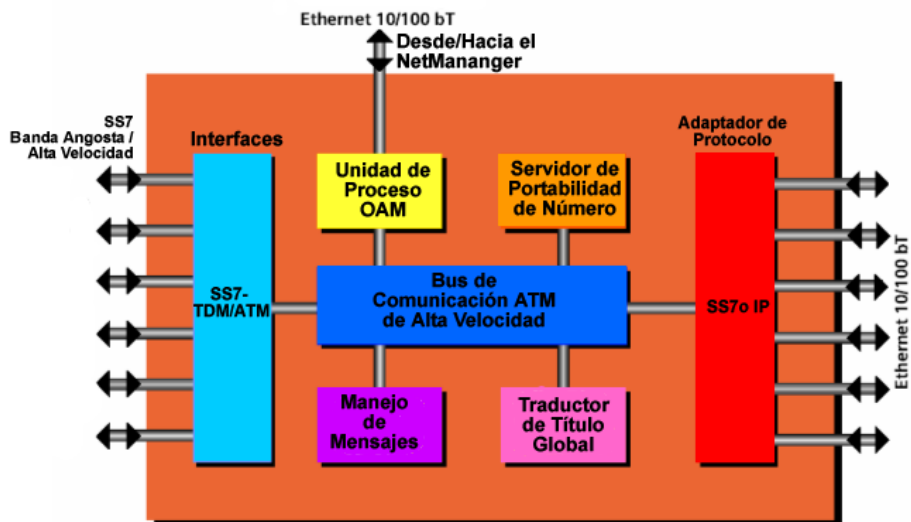 Ethernet 10/100 bT
Desde/Hacia el
NetMananger
SS7
Banda Angosta /
Alta Velocidad
Interfaces
Adaptador de
Protocolo
Unidad de
Proceso
OAM
Servidor de
Portabilidad
de Número
SS7-
TDM/ATM
Bus de
Comunicación ATM
de Alta Velocidad
SS7o IP
Ethernet 10/100 bT
Manejo
de
Mensajes
Traductor
de Título
Global